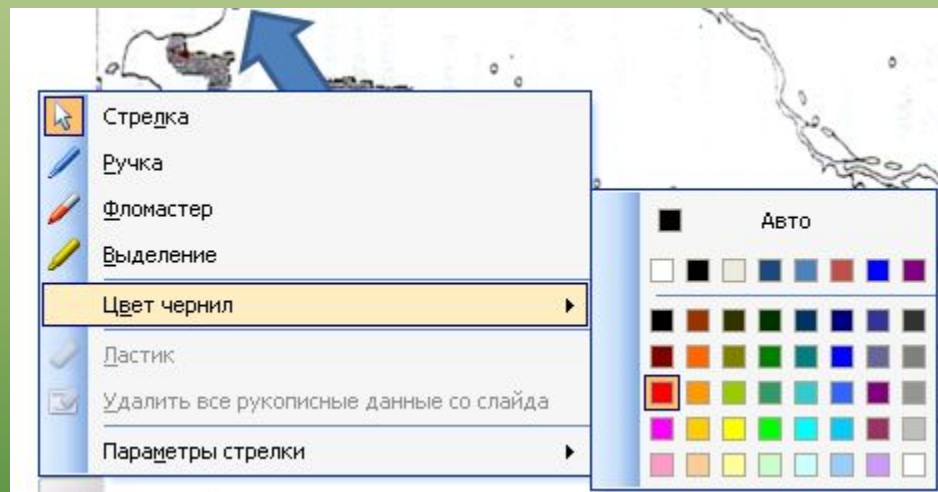 Стрелка
Ручка
Фломастер
Выделение
Цвет чернил
Авто
Ластик
Удалить все рукописные данные со слайда
Параметры стрелки